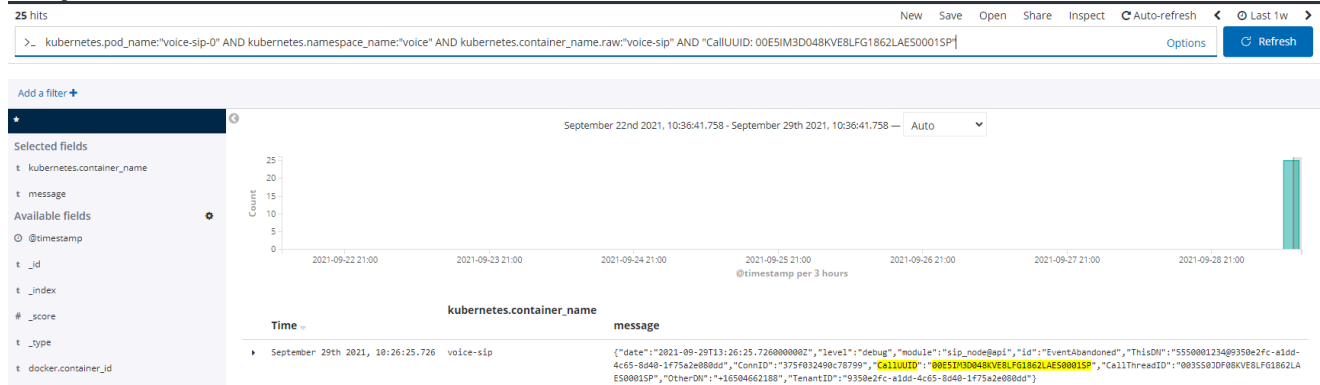 25 hits
New Save Open Share Inspect C Auto-refresh < Last 1w >
>_ kubernetes.pod_name:"voice-sip-0" AND kubernetes.namespace_name:"voice" AND kubernetes.container_name.raw:"voice-sip" AND "CallUUID: 00E5IM3D048KVE8LFG1862LAES0001SP"
Options
Refresh
Add a filter +
*
September 22nd 2021, 10:36:41.758 - September 29th 2021, 10:36:41.758 — Auto
Selected fields
t kubernetes.container_name
t message
Available fields
@timestamp
t _id
t _index
# _score
t _type
t docker.container_id
Count
25
20
15
10
5
0
2021-09-22 21:00 2021-09-23 21:00 2021-09-24 21:00 2021-09-25 21:00 2021-09-26 21:00 2021-09-27 21:00 2021-09-28 21:00
@timestamp per 3 hours
Time kubernetes.container_name message
September 29th 2021, 10:26:25.726 voice-sip {"date":"2021-09-29T13:26:25.726000000Z","level":"debug","module":"sip_node@api","id":"EventAbandoned","ThisDN":"5550001234@9350e2fc-a1dd-
4c65-8d40-1f75a2e080dd","ConnID":"375f032490c78799","CallUUID":"00E5IM3D048KVE8LFG1862LAES0001SP","CallThreadID":"003SS0JDF08KVE8LFG1862LA
ES0001SP","OtherDN":"+16504662188","TenantID":"9350e2fc-a1dd-4c65-8d40-1f75a2e080dd"}